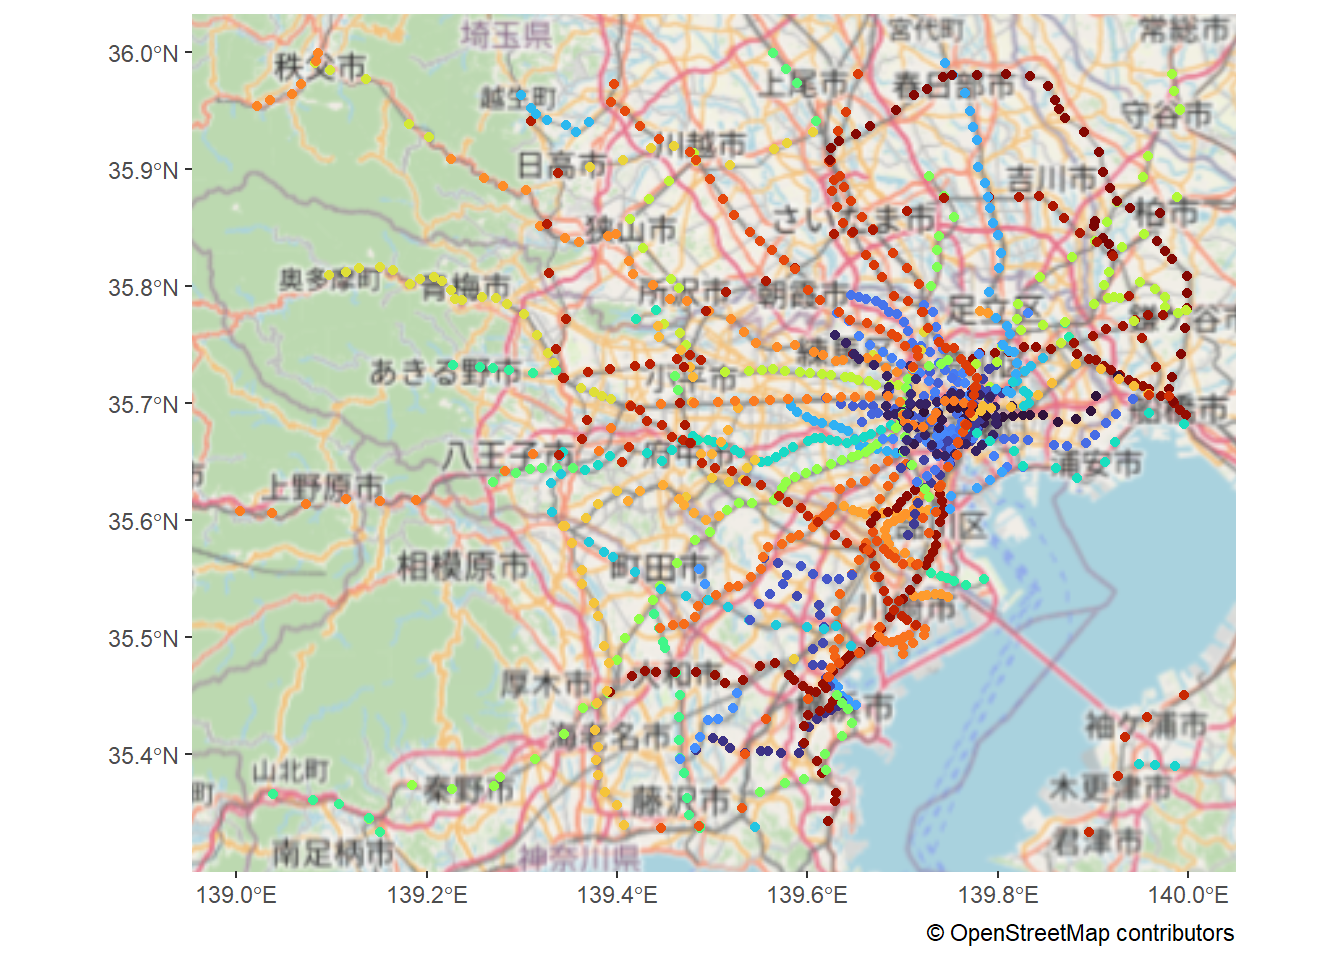 36.0°N
35.9°N
35.8°N
35.7°N
35.6°N
35.5°N
35.4°N
139.0°E
139.2°E
139.4°E
139.6°E
139.8°E
140.0°E
埼玉県
宮代町
常総市
秩父市
上尾市
春日部市
越生町
守谷市
川越市
日高市
吉川市
さいたま市
柏市
狭山市
奥多摩町
青梅市
所沢市
朝霞市
足立区
あきる野市
小平市
八王子市
府中市
浦安市
上野原市
品川区
相模原市
町田市
川崎市
厚木市
大和市
海老名市
袖ケ浦市
山北町
秦野市
町
藤沢市
木更津市
君津市
南足柄市
神奈川県
© OpenStreetMap contributors